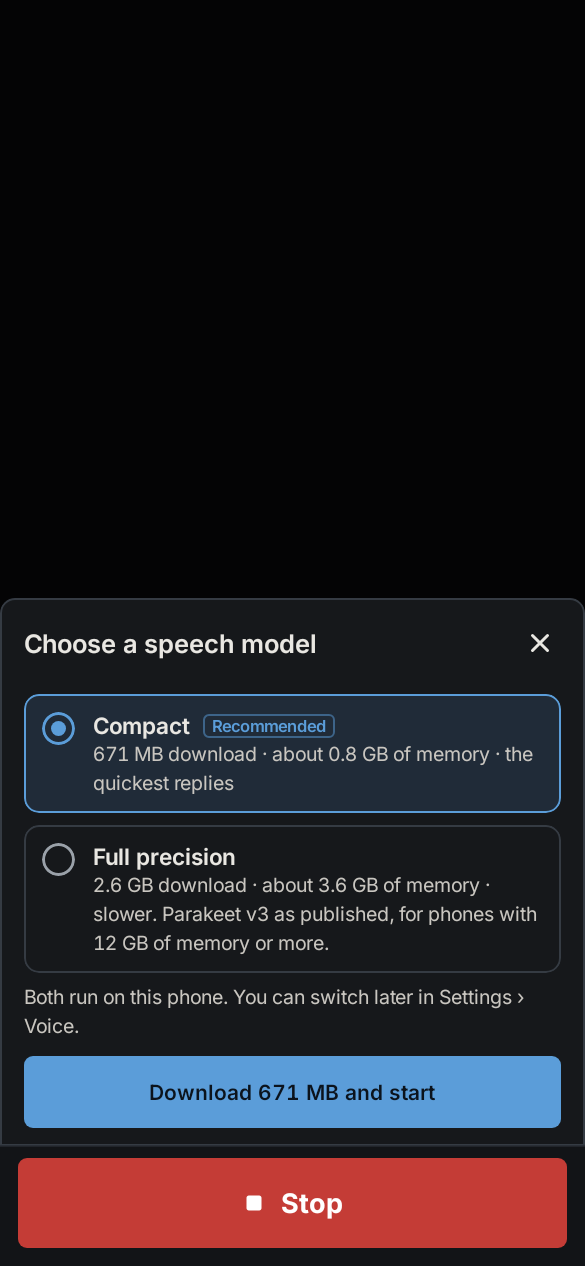 Choose a speech model
Compact Recommended
671 MB download · about 0.8 GB of memory · the
quickest replies
Full precision
2.6 GB download · about 3.6 GB of memory ·
slower. Parakeet v3 as published, for phones with
12 GB of memory or more.
Both run on this phone. You can switch later in Settings ›
Voice.
Download 671 MB and start
Stop